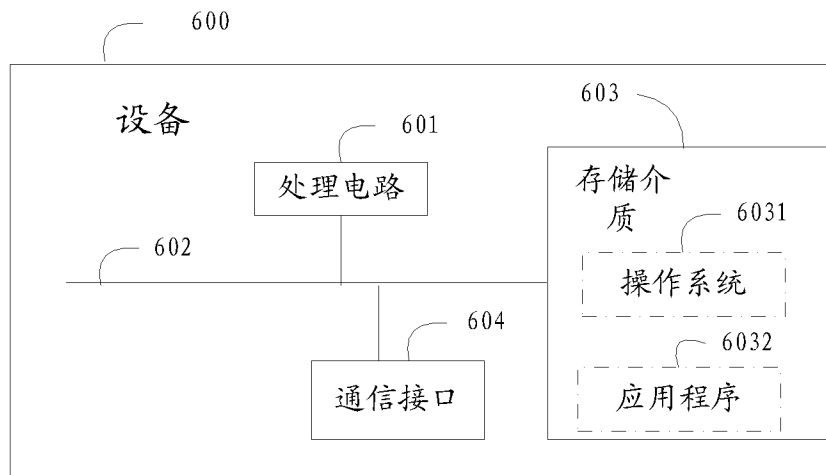 600
603
设备
601
处理电路
存储介
质
602
6031
操作系统
604
6032
通信接口
应用程序